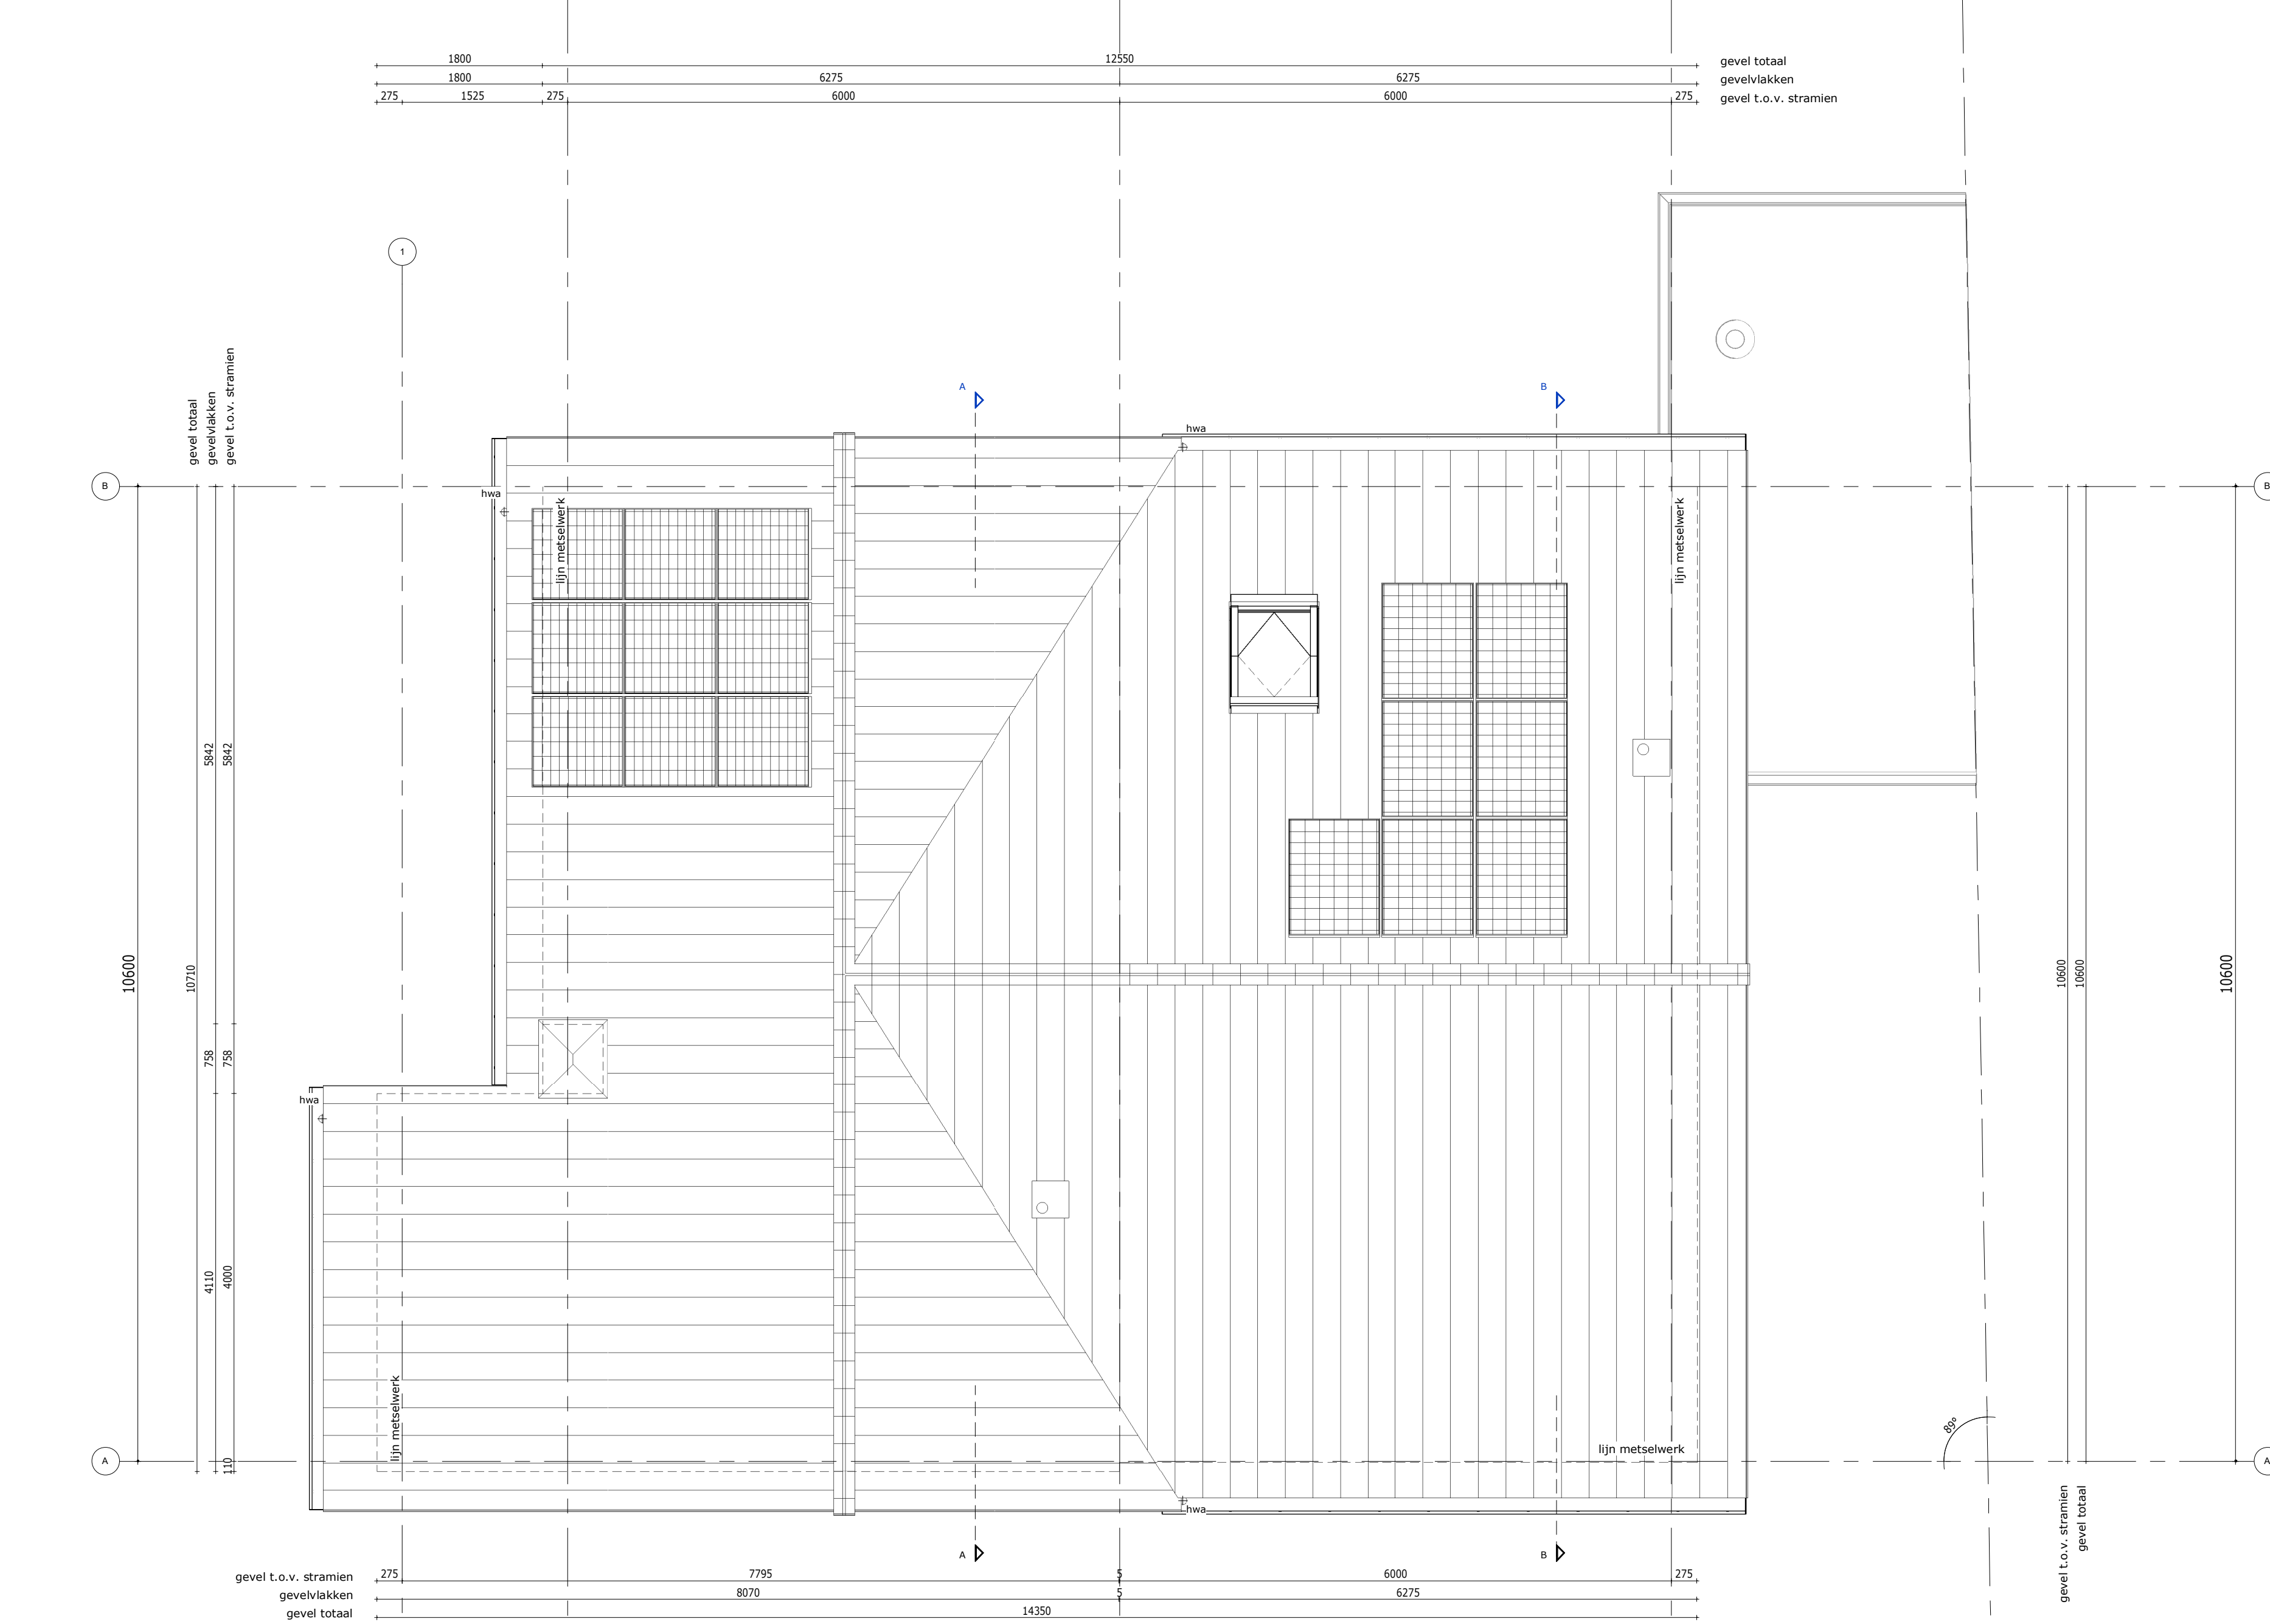 1800 12550 gevel totaal
1800 6275 6275 gevelvlakken
275 1525 275 6000 6000 275 gevel t.o.v. stramien
1
gevel totaal
gevelvlakken
gevel t.o.v. stramien
A
B
hwa
B
hwa
B
lijn metselwerk
lijn metselwerk
5842
5842
10600
10710
10600
10600
10600
758
758
hwa
4110
4000
lijn metselwerk
89°
lijn metselwerk
A
110
A
hwa
gevel t.o.v. stramien
gevel totaal
A
B
gevel t.o.v. stramien 275 7795 5 6000 275
gevelvlakken 8070 5 6275
gevel totaal 14350